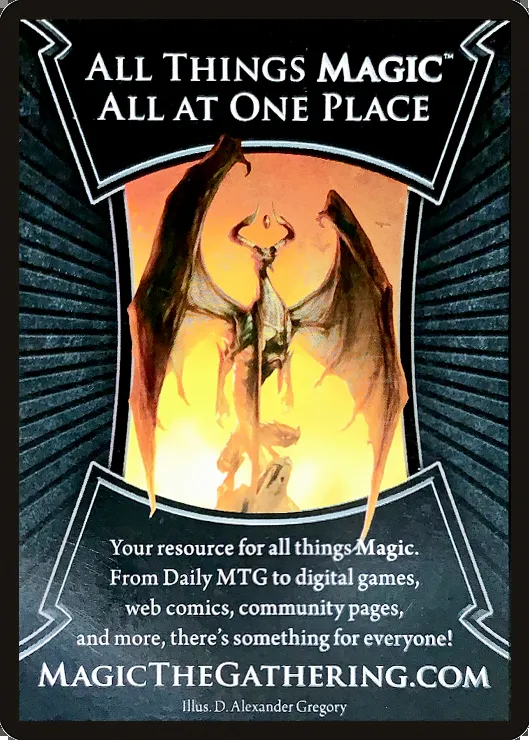 ALL THINGS MAGIC™
ALL AT ONE PLACE
Your resource for all things Magic.
From Daily MTG to digital games,
web comics, community pages,
and more, there's something for everyone!
MAGICTHEGATHERING.COM
Illus. D. Alexander Gregory